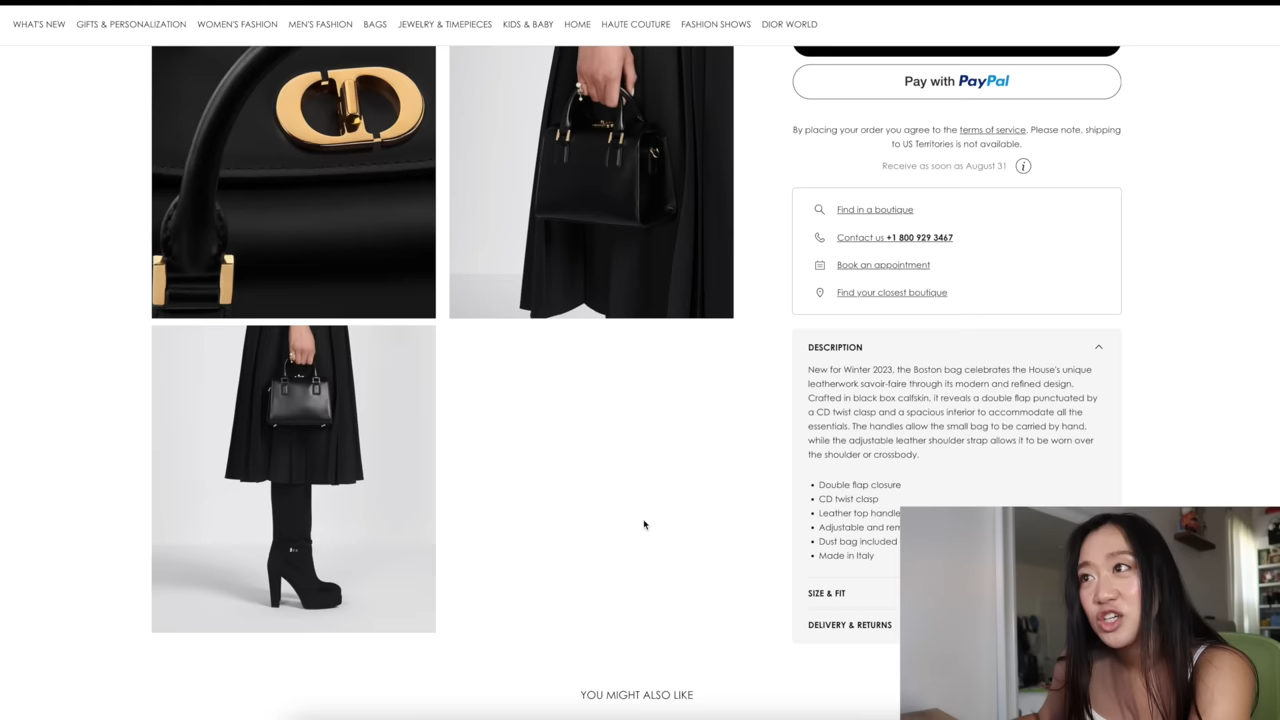 WHAT'S NEW GIFTS & PERSONALIZATION WOMEN'S FASHION MEN'S FASHION BAGS JEWELRY & TIMEPIECES KIDS & BABY HOME HAUTE COUTURE FASHION SHOWS DIOR WORLD
Pay with PayPal
By placing your order you agree to the terms of service. Please note, shipping
to US Territories is not available.
Receive as soon as August 31
Find in a boutique
Contact us +1 800 929 3467
Book an appointment
Find your closest boutique
DESCRIPTION
New for Winter 2023, the Boston bag celebrates the House's unique
leatherwork savoir-faire through its modern and refined design.
Crafted in black box calfskin, it reveals a double flap punctuated by
a CD twist clasp and a spacious interior to accommodate all the
essentials. The handles allow the small bag to be carried by hand,
while the adjustable leather shoulder strap allows it to be worn over
the shoulder or crossbody.
• Double flap closure
• CD twist clasp
• Leather top handle
• Adjustable and rem
• Dust bag included
• Made in Italy
SIZE & FIT
DELIVERY & RETURNS
YOU MIGHT ALSO LIKE